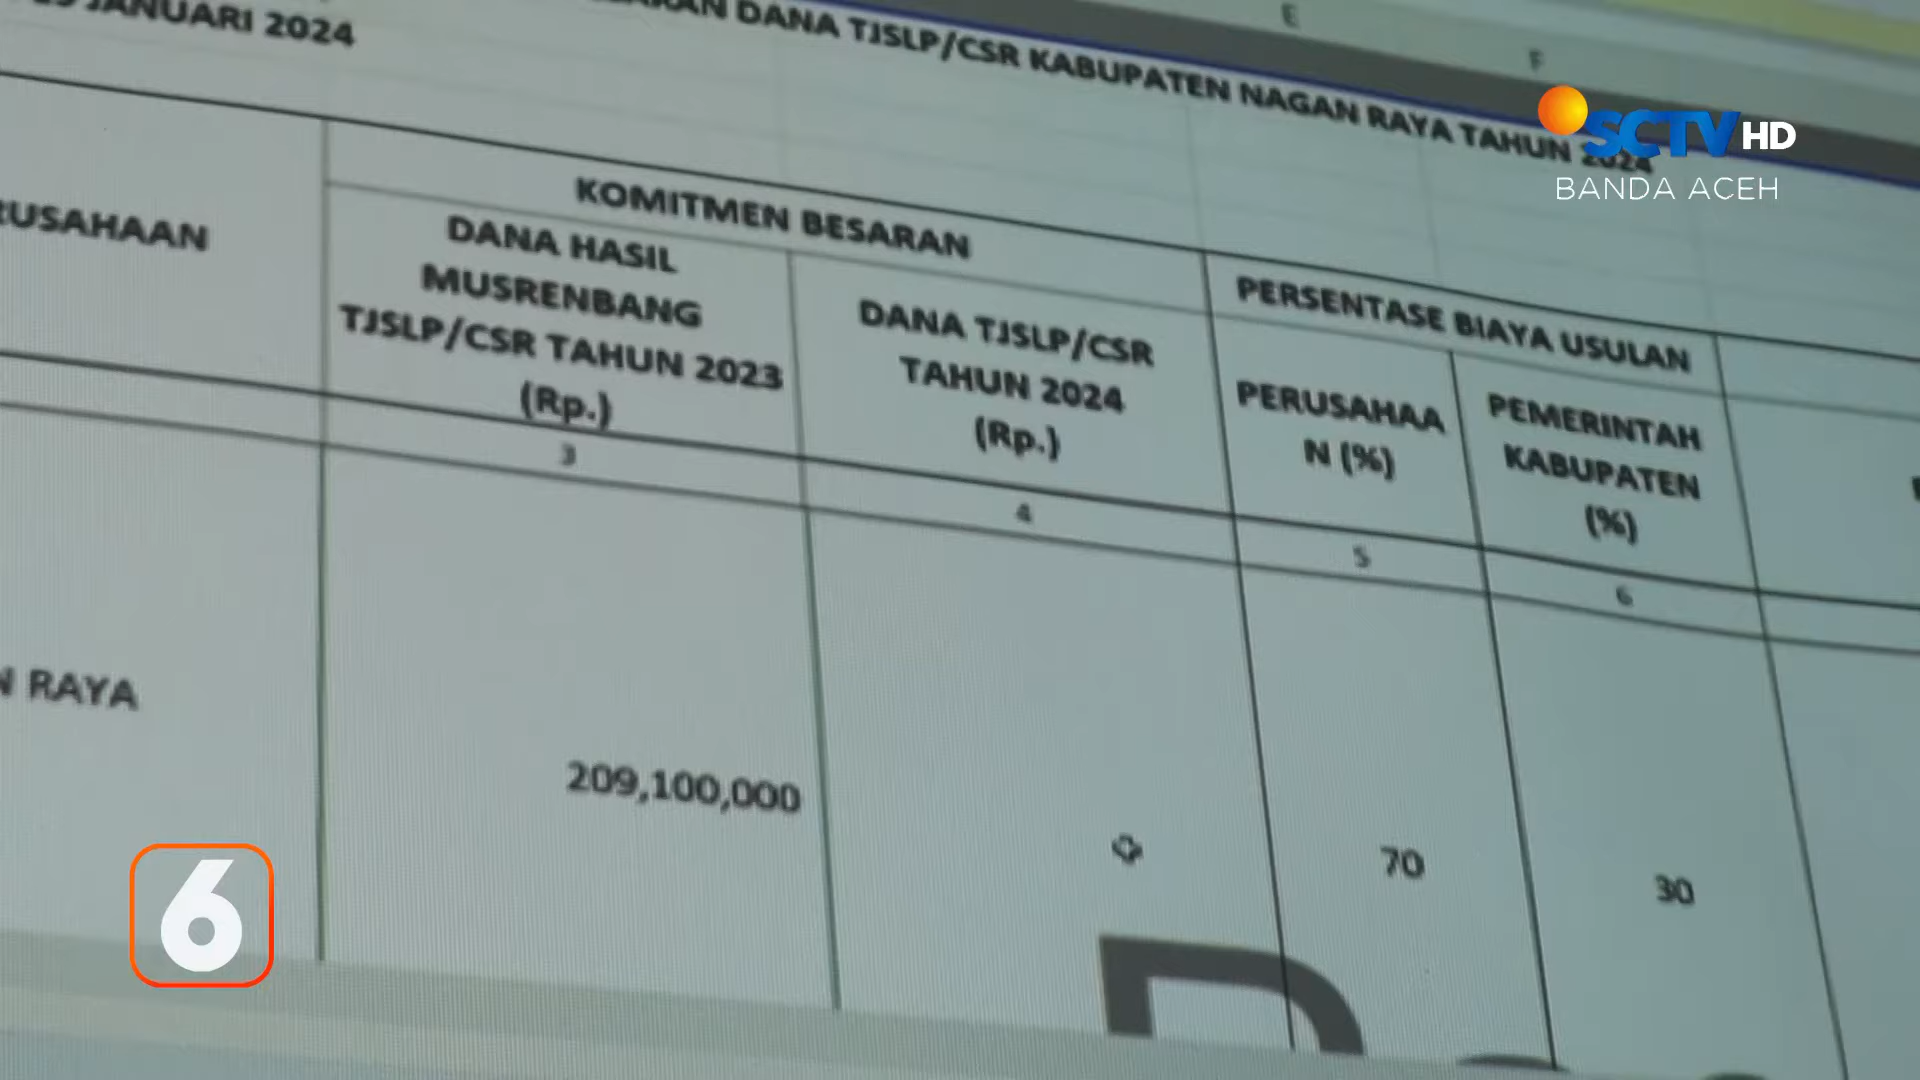 JANUARI 2024
DANA TJSLP/CSR KABUPATEN NAGAN RAYA TAHUN 2024
E
F
SCTV HD
BANDA ACEH
RUSAHAAN
KOMITMEN BESARAN
DANA HASIL
MUSRENBANG
TJSLP/CSR TAHUN 2023
(Rp.)
DANA TJSLP/CSR
TAHUN 2024
(Rp.)
PERSENTASE BIAYA USULAN
PERUSAHAA
N (%)
PEMERINTAH
KABUPATEN
(%)
3
4
5
6
N RAYA
209,100,000
70
30
6